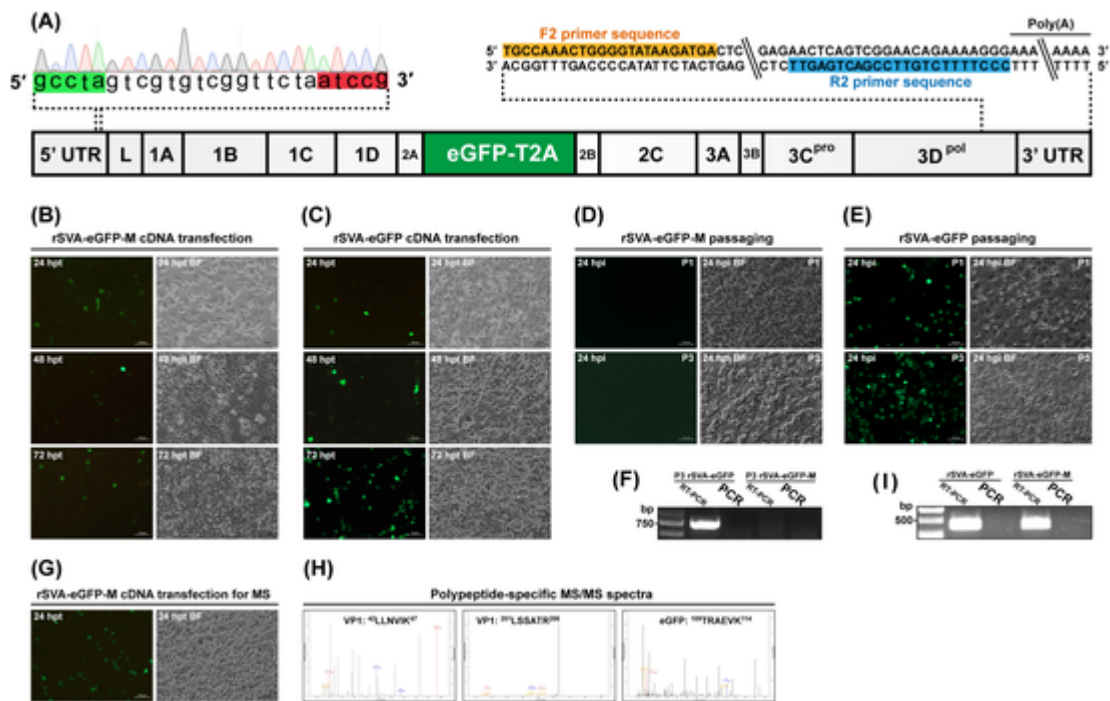 (A)
F2 primer sequence
Poly(A)
5′ TGCCAAACTGGGGTATAAGATGACTC GAGAACTCAGTCGGAACAGAAAAGGGAAA AAAA 3′
3′ ACGGTTTGACCCCATATTCTACTGAG CTCTTGAGTCAGCCTTGTCTTTTCCCTTT TTTT 5′
R2 primer sequence
5′ gcctagtcgtgtcggttctaatccg 3′
5′ UTR L 1A 1B 1C 1D 2A eGFP-T2A 2B 2C 3A 3B 3Cpro 3Dpol 3′ UTR
(B)
rSVA-eGFP-M cDNA transfection
24 hpt
24 hpt BF
48 hpt
48 hpt BF
72 hpt
72 hpt BF
(C)
rSVA-eGFP cDNA transfection
24 hpt
24 hpt BF
48 hpt
48 hpt BF
72 hpt
72 hpt BF
(D)
rSVA-eGFP-M passaging
24 hpi P1
24 hpi BF P1
24 hpi P3
24 hpi BF P3
(E)
rSVA-eGFP passaging
24 hpi P1
24 hpi BF P1
24 hpi P3
24 hpi BF P3
(F)
P3 rSVA-eGFP P3 rSVA-eGFP-M
RT-PCR PCR RT-PCR PCR
bp
750
(I)
rSVA-eGFP rSVA-eGFP-M
RT-PCR PCR RT-PCR PCR
bp
500
(G)
rSVA-eGFP-M cDNA transfection for MS
24 hpt
24 hpt BF
(H)
Polypeptide-specific MS/MS spectra
VP1: LLNVIK
VP1: LSSATR
eGFP: TRAEVK